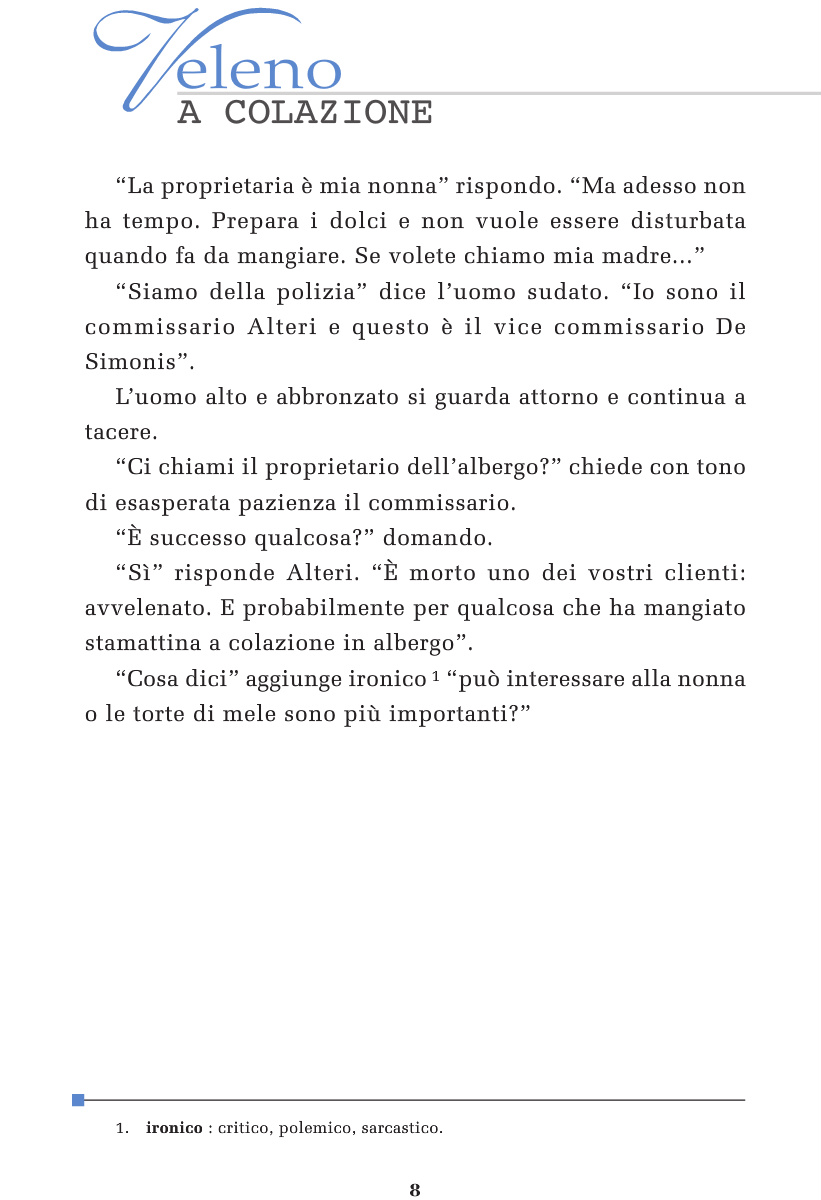 Veleno
A COLAZIONE
“La proprietaria è mia nonna” rispondo. “Ma adesso non
ha tempo. Prepara i dolci e non vuole essere disturbata
quando fa da mangiare. Se volete chiamo mia madre...”
“Siamo della polizia” dice l’uomo sudato. “Io sono il
commissario Alteri e questo è il vice commissario De
Simonis”.
L’uomo alto e abbronzato si guarda attorno e continua a
tacere.
“Ci chiami il proprietario dell’albergo?” chiede con tono
di esasperata pazienza il commissario.
“È successo qualcosa?” domando.
“Sì” risponde Alteri. “È morto uno dei vostri clienti:
avvelenato. E probabilmente per qualcosa che ha mangiato
stamattina a colazione in albergo”.
“Cosa dici” aggiunge ironico 1 “può interessare alla nonna
o le torte di mele sono più importanti?”
1. ironico : critico, polemico, sarcastico.
8